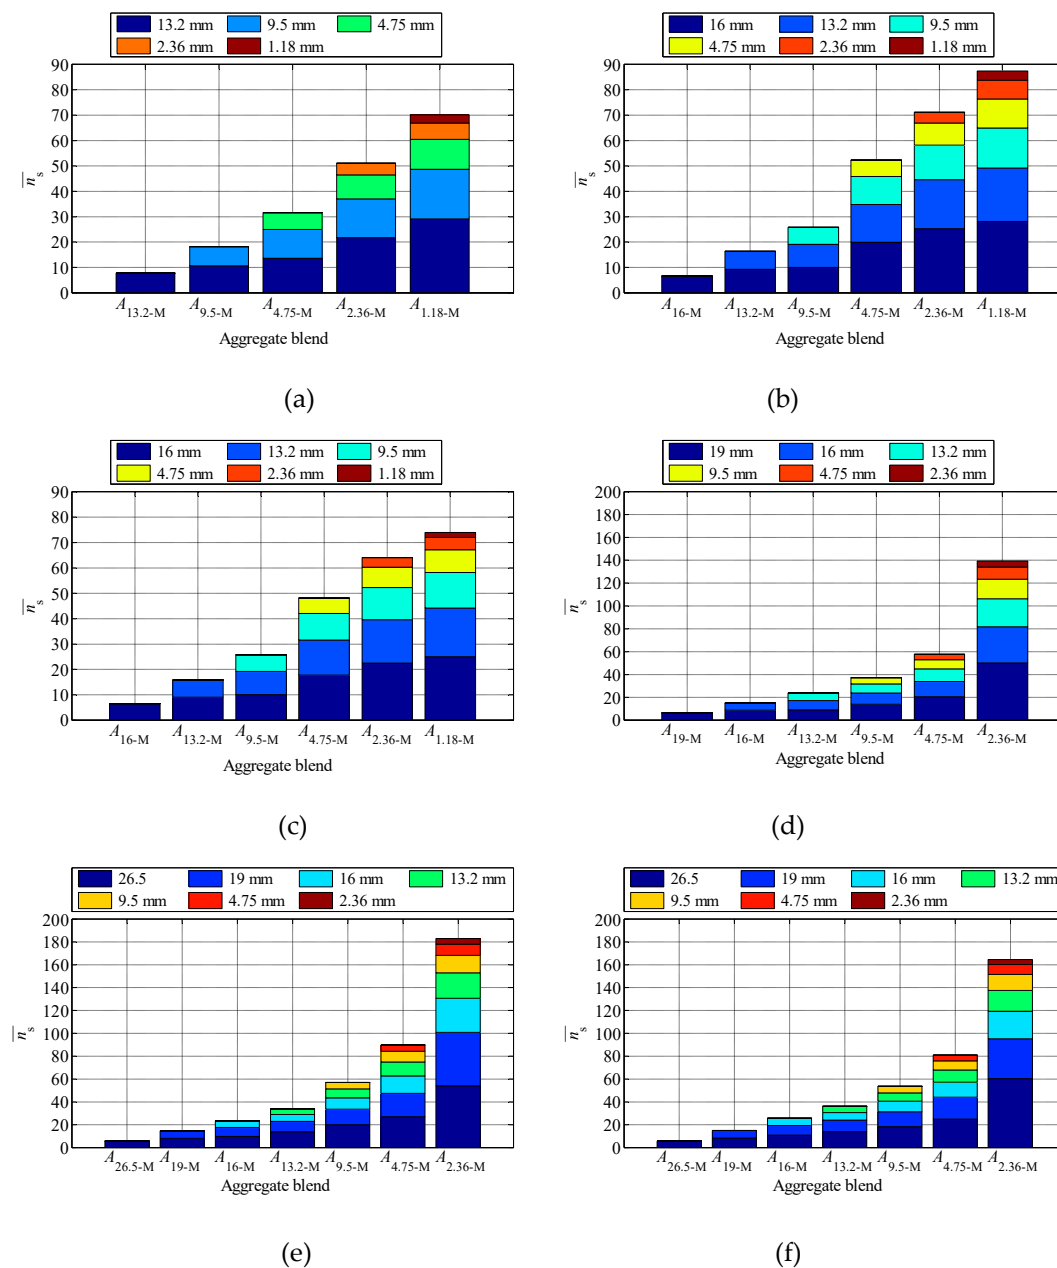 13.2 mm 9.5 mm 4.75 mm
2.36 mm 1.18 mm
90
80
70
60
50
40
30
20
10
0
n̅s
A13.2-M A9.5-M A4.75-M A2.36-M A1.18-M
Aggregate blend
(a)
16 mm 13.2 mm 9.5 mm
4.75 mm 2.36 mm 1.18 mm
90
80
70
60
50
40
30
20
10
0
n̅s
A16-M A13.2-M A9.5-M A4.75-M A2.36-M A1.18-M
Aggregate blend
(b)
16 mm 13.2 mm 9.5 mm
4.75 mm 2.36 mm 1.18 mm
90
80
70
60
50
40
30
20
10
0
n̅s
A16-M A13.2-M A9.5-M A4.75-M A2.36-M A1.18-M
Aggregate blend
(c)
19 mm 16 mm 13.2 mm
9.5 mm 4.75 mm 2.36 mm
200
180
160
140
120
100
80
60
40
20
0
n̅s
A19-M A16-M A13.2-M A9.5-M A4.75-M A2.36-M
Aggregate blend
(d)
26.5 19 mm 16 mm 13.2 mm
9.5 mm 4.75 mm 2.36 mm
200
180
160
140
120
100
80
60
40
20
0
n̅s
A26.5-M A19-M A16-M A13.2-M A9.5-M A4.75-M A2.36-M
Aggregate blend
(e)
26.5 19 mm 16 mm 13.2 mm
9.5 mm 4.75 mm 2.36 mm
200
180
160
140
120
100
80
60
40
20
0
n̅s
A26.5-M A19-M A16-M A13.2-M A9.5-M A4.75-M A2.36-M
Aggregate blend
(f)